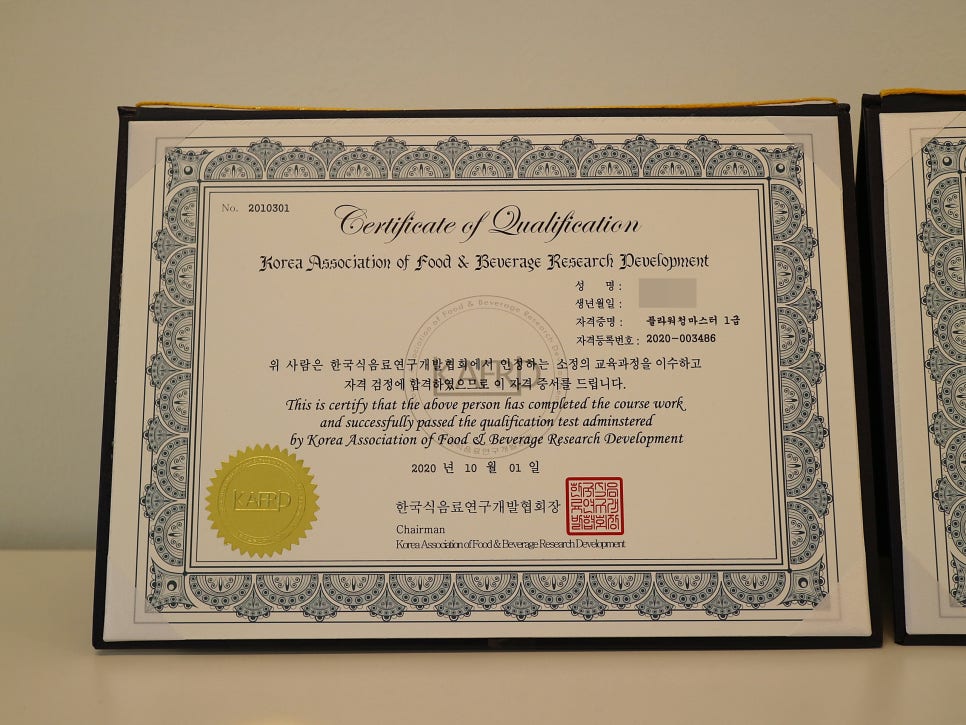 No. 2010301
Certificate of Qualification
Korea Association of Food & Beverage Research Development
성 명 :
생년월일 :
자격증명 : 플라워청마스터 1급
자격등록번호 : 2020-003486
위 사람은 한국식음료연구개발협회에서 인정하는 소정의 교육과정을 이수하고
자격 검정에 합격하였으므로 이 자격 증서를 드립니다.
This is certify that the above person has completed the course work
and successfully passed the qualification test adminstered
by Korea Association of Food & Beverage Research Development
2020 년 10 월 01 일
KAFRD
한국식음료연구개발협회장
Chairman
Korea Association of Food & Beverage Research Development